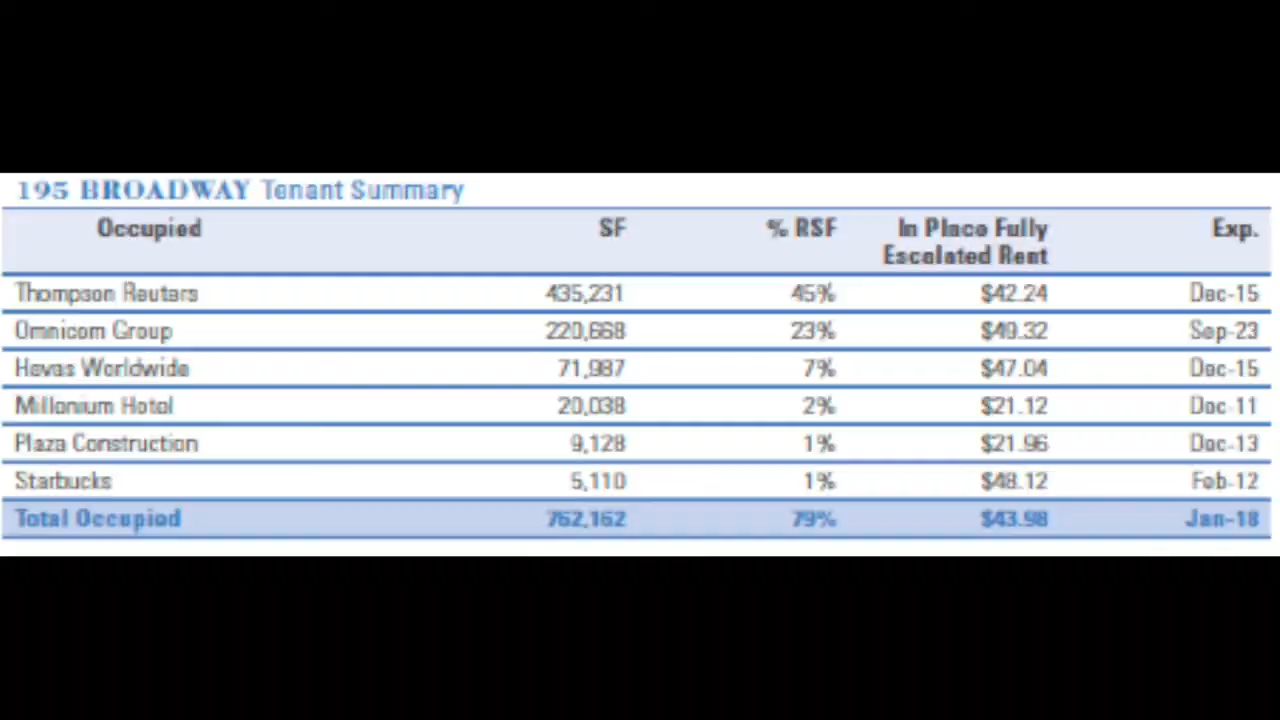 195 BROADWAY Tenant Summary
Occupied SF % RSF In Place Fully Escalated Rent Exp.
Thompson Reuters 435,231 45% $42.24 Dec-15
Omnicom Group 220,668 23% $49.32 Sep-23
Havas Worldwide 71,987 7% $47.04 Dec-15
Millenium Hotel 20,038 2% $21.12 Dec-11
Plaza Construction 9,128 1% $21.96 Dec-13
Starbucks 5,110 1% $48.12 Feb-12
Total Occupied 762,162 79% $43.98 Jan-18